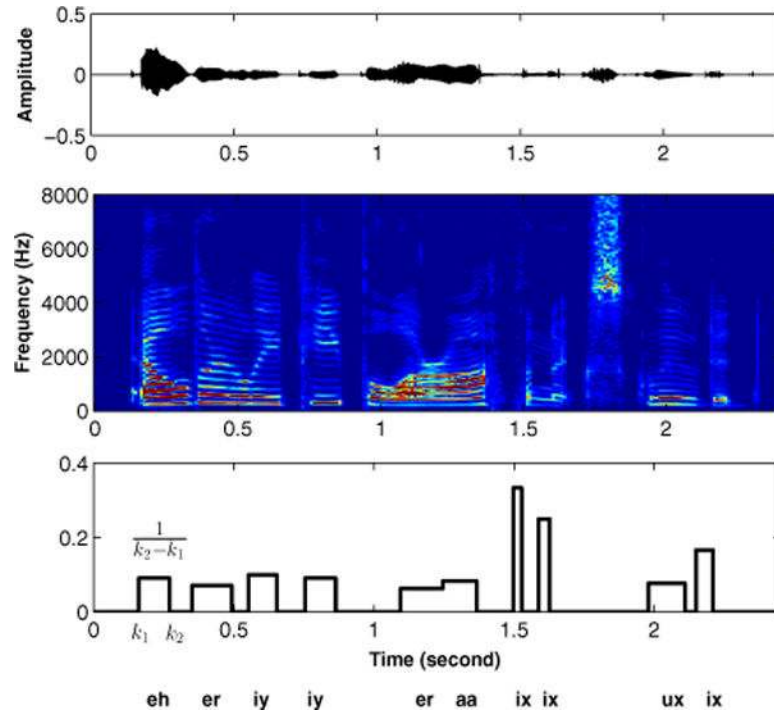 0.5
0
−0.5
Amplitude
0 0.5 1 1.5 2
8000
6000
4000
2000
0
Frequency (Hz)
0 0.5 1 1.5 2
0.4
0.2
0
1
k₂−k₁
k₁ k₂
0 0.5 1 1.5 2
Time (second)
eh er iy iy er aa ix ix ux ix